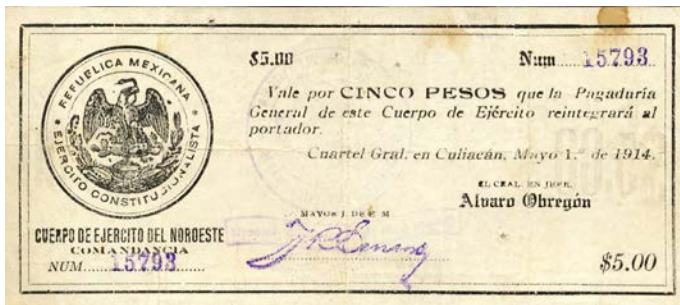 REPUBLICA MEXICANA
EJERCITO CONSTITUCIONALISTA
CUERPO DE EJERCITO DEL NOROESTE
COMANDANCIA
NUM. 15793
$5.00 Num 15793
Vale por CINCO PESOS que la Pagaduría
General de este Cuerpo de Ejército reintegrará al
portador.
Cuartel Gral. en Culiacán, Mayo 1.° de 1914.
EL GRAL. EN JEFE,
Alvaro Obregón
MAYOR J. DE E M
$5.00